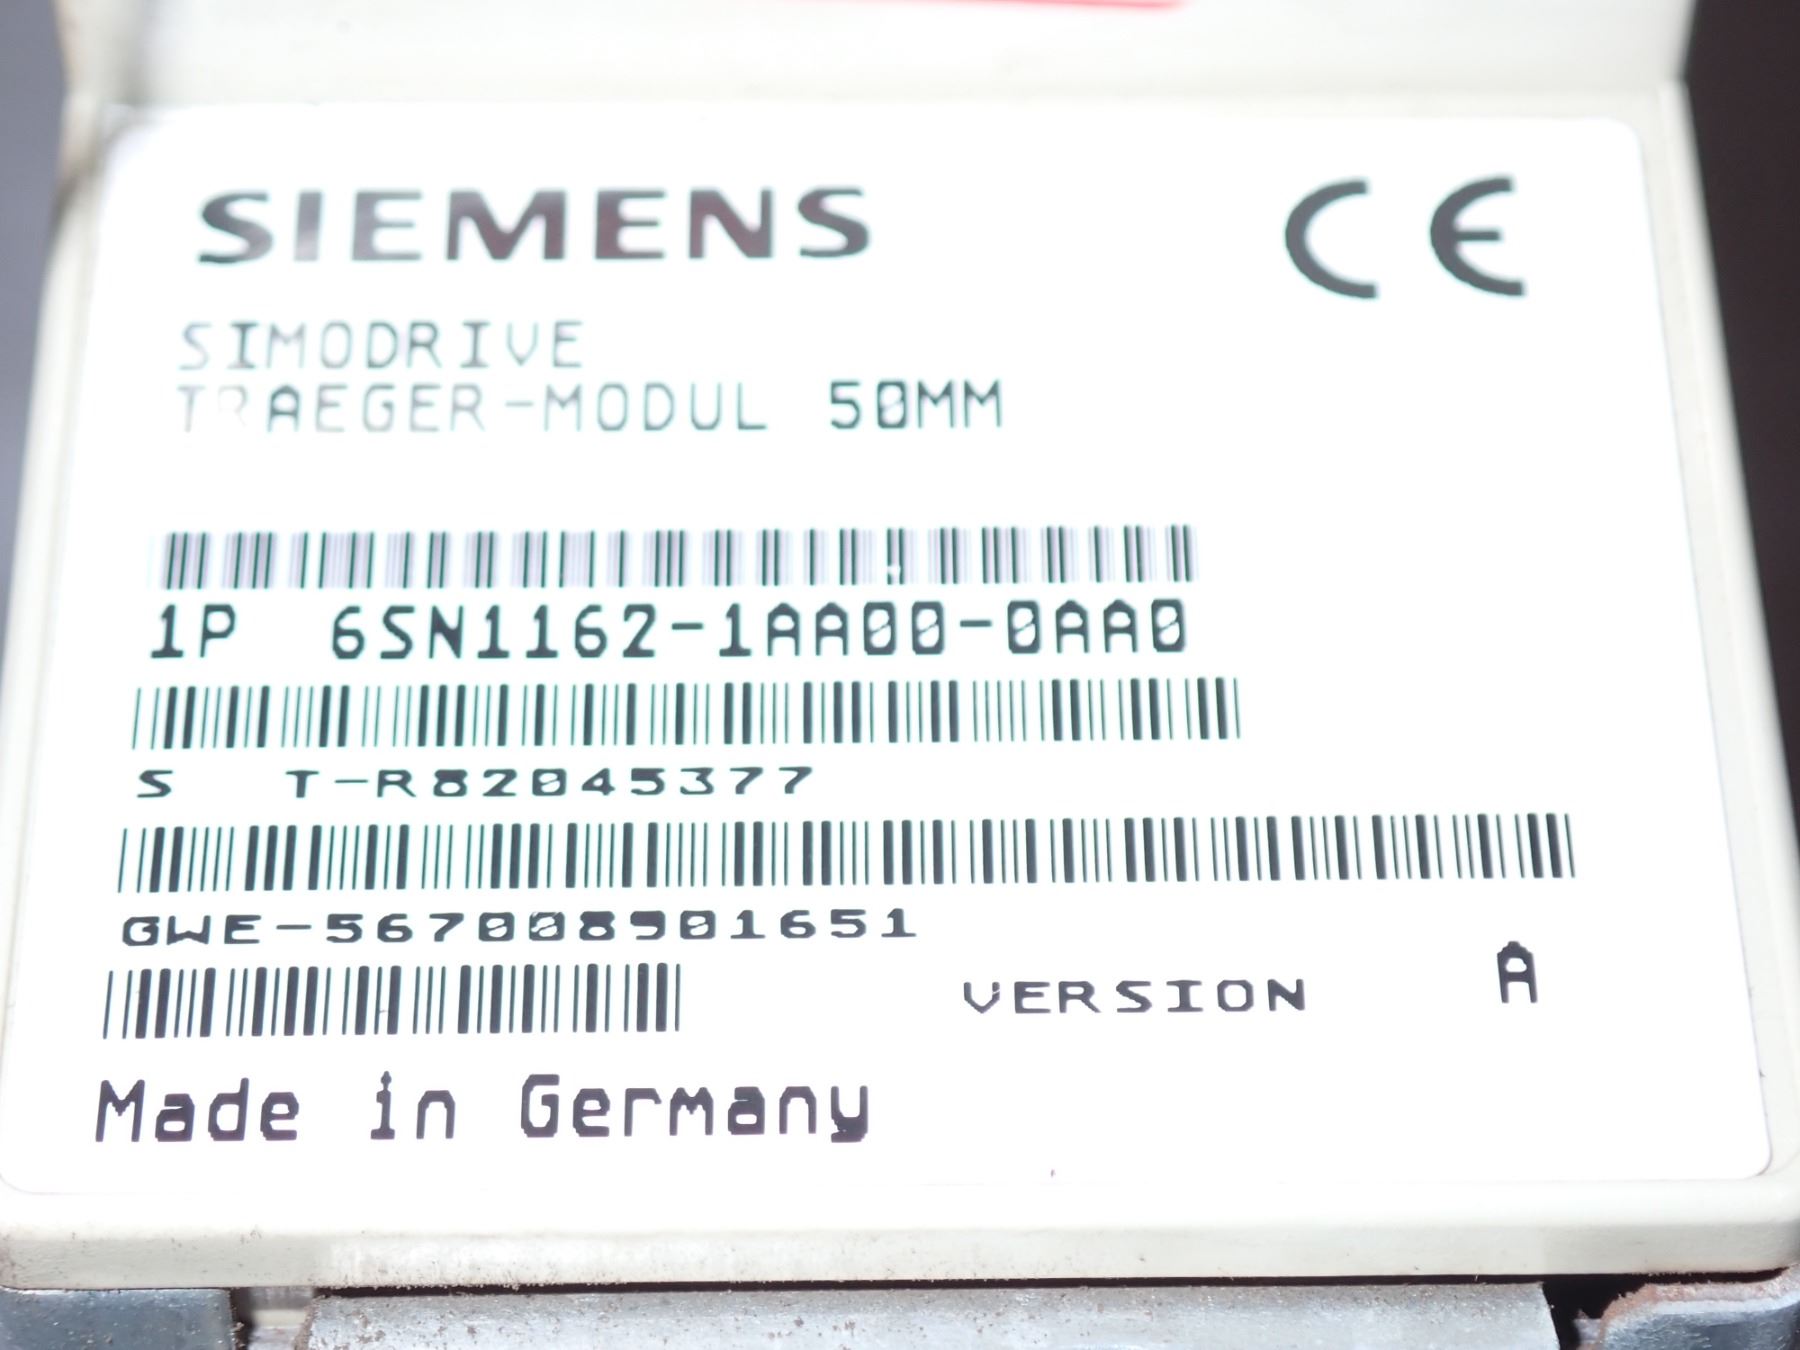 SIEMENS
CE
SIMODRIVE
TRAEGER-MODUL 50MM
1P 6SN1162-1AA00-0AA0
S T-R82045377
GWE-567008901651
VERSION A
Made in Germany